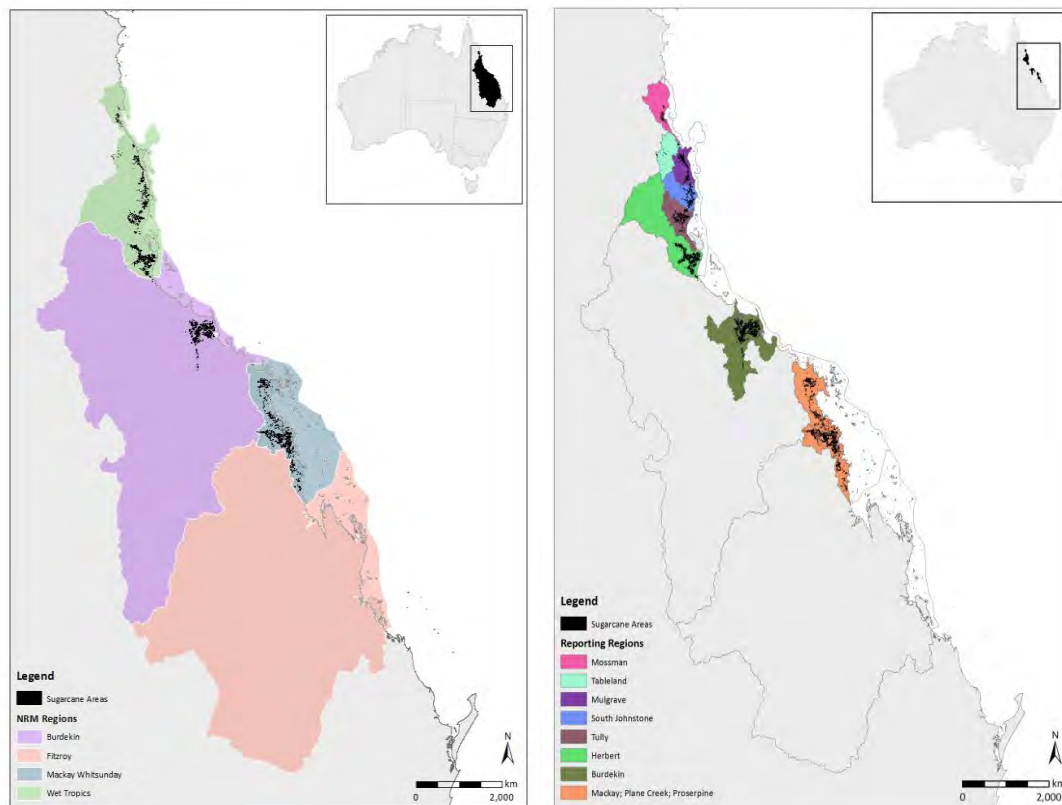 Legend
Sugarcane Areas
NRM Regions
Burdekin
Fitzroy
Mackay Whitsunday
Wet Tropics
N
km
0 2,000
Legend
Sugarcane Areas
Reporting Regions
Mossman
Tableland
Mulgrave
South Johnstone
Tully
Herbert
Burdekin
Mackay; Plane Creek; Proserpine
N
km
0 2,000